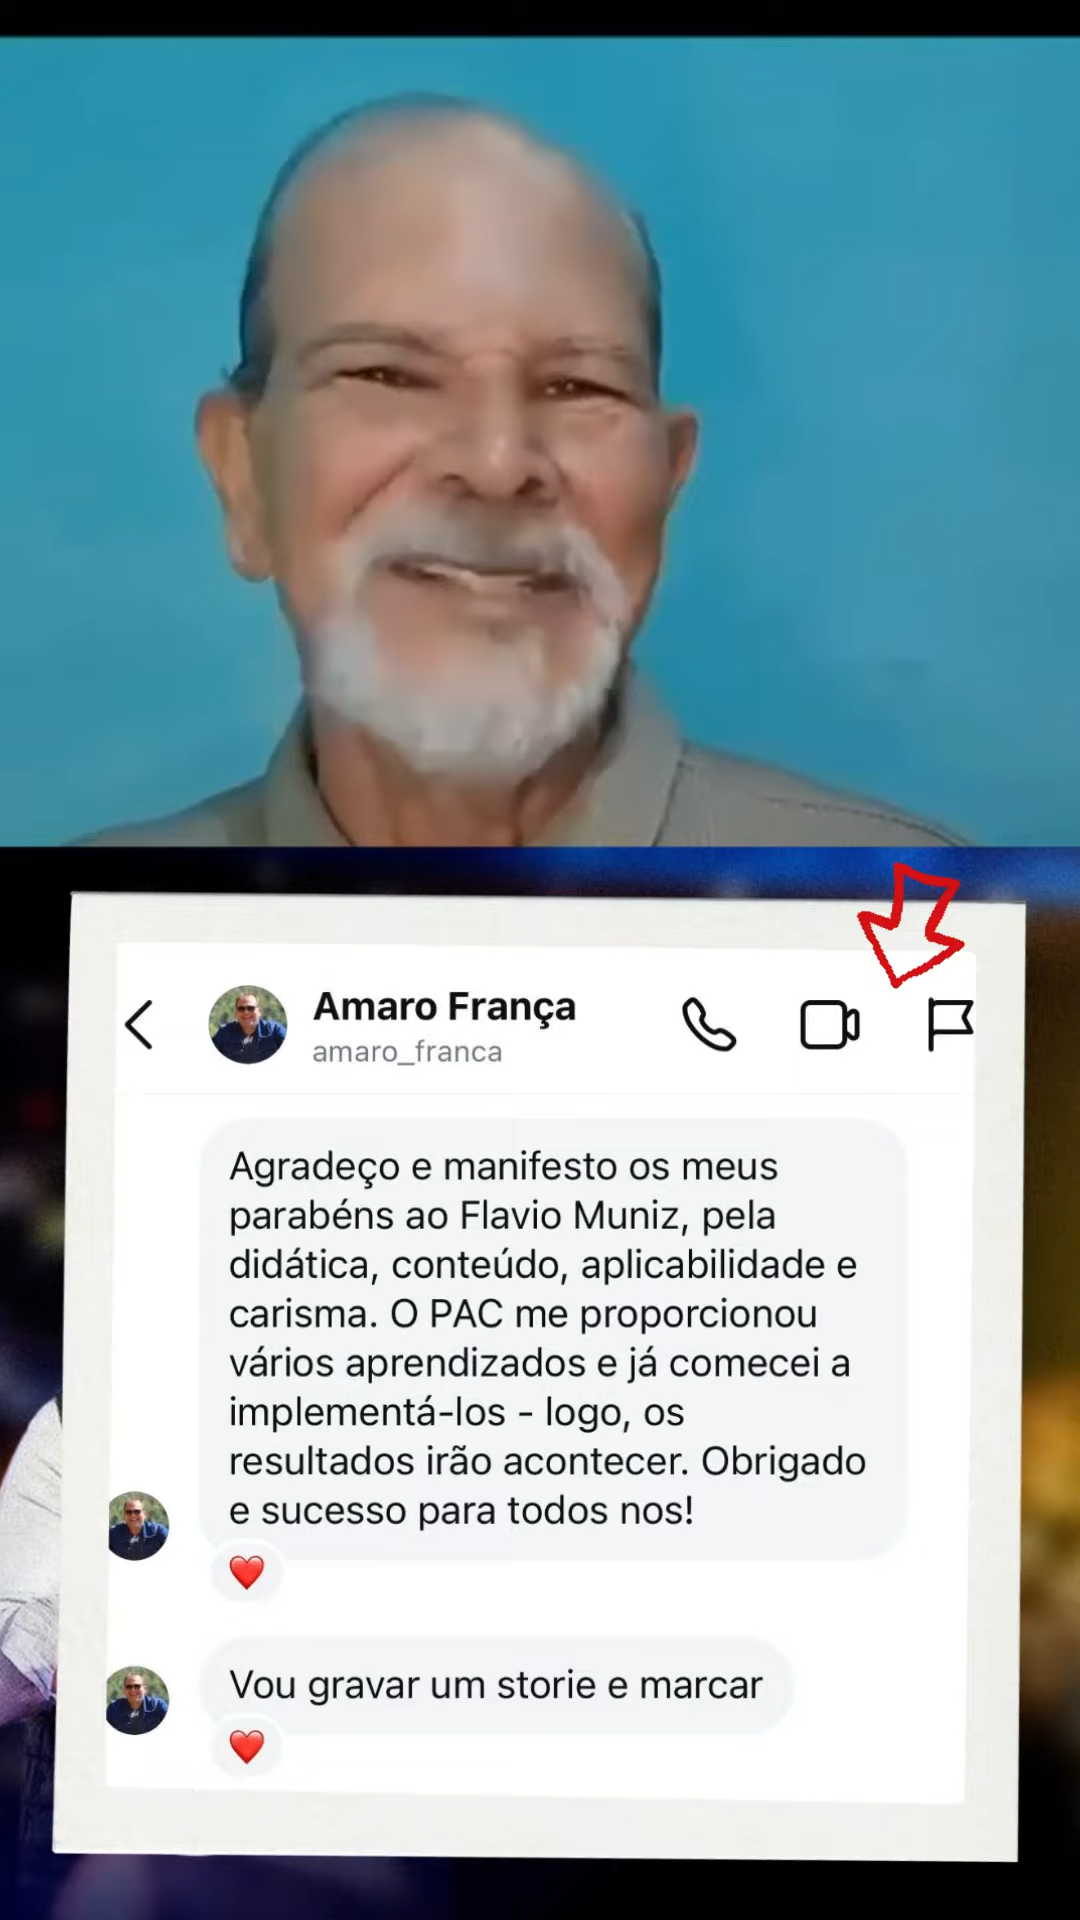 Amaro França
amaro_franca
Agradeço e manifesto os meus
parabéns ao Flavio Muniz, pela
didática, conteúdo, aplicabilidade e
carisma. O PAC me proporcionou
vários aprendizados e já comecei a
implementá-los - logo, os
resultados irão acontecer. Obrigado
e sucesso para todos nos!
Vou gravar um storie e marcar